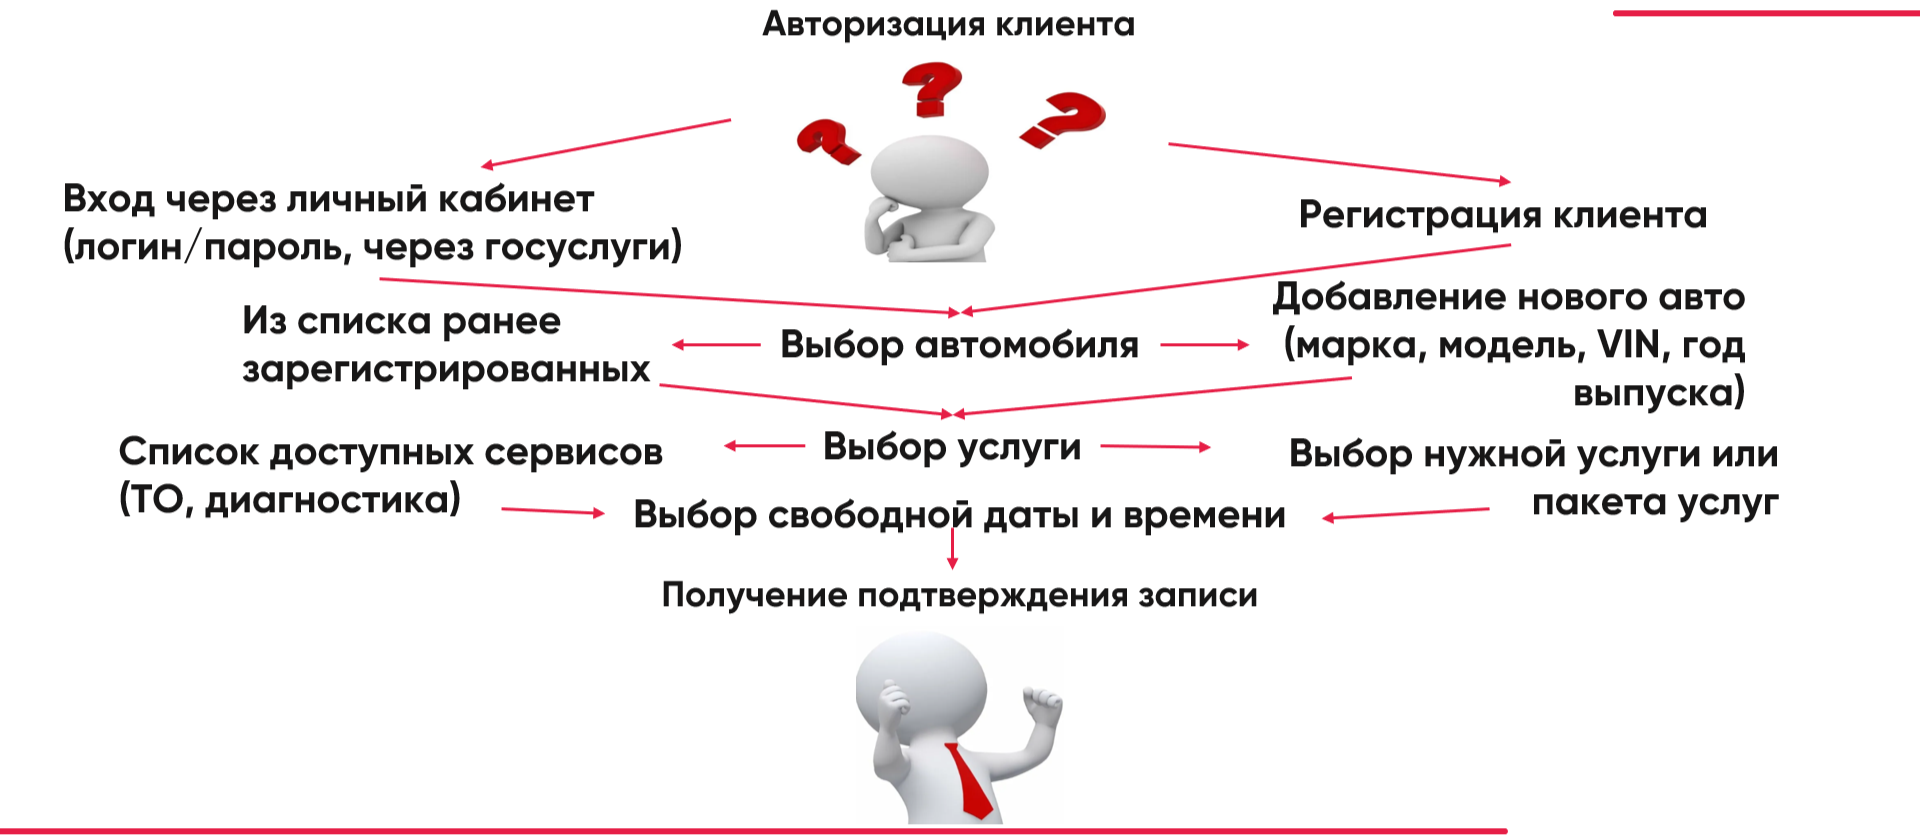 Авторизация клиента
Вход через личный кабинет
(логин/пароль, через госуслуги)
Регистрация клиента
Из списка ранее
зарегистрированных
Выбор автомобиля
Добавление нового авто
(марка, модель, VIN, год
выпуска)
Список доступных сервисов
(ТО, диагностика)
Выбор услуги
Выбор нужной услуги или
пакета услуг
Выбор свободной даты и времени
Получение подтверждения записи